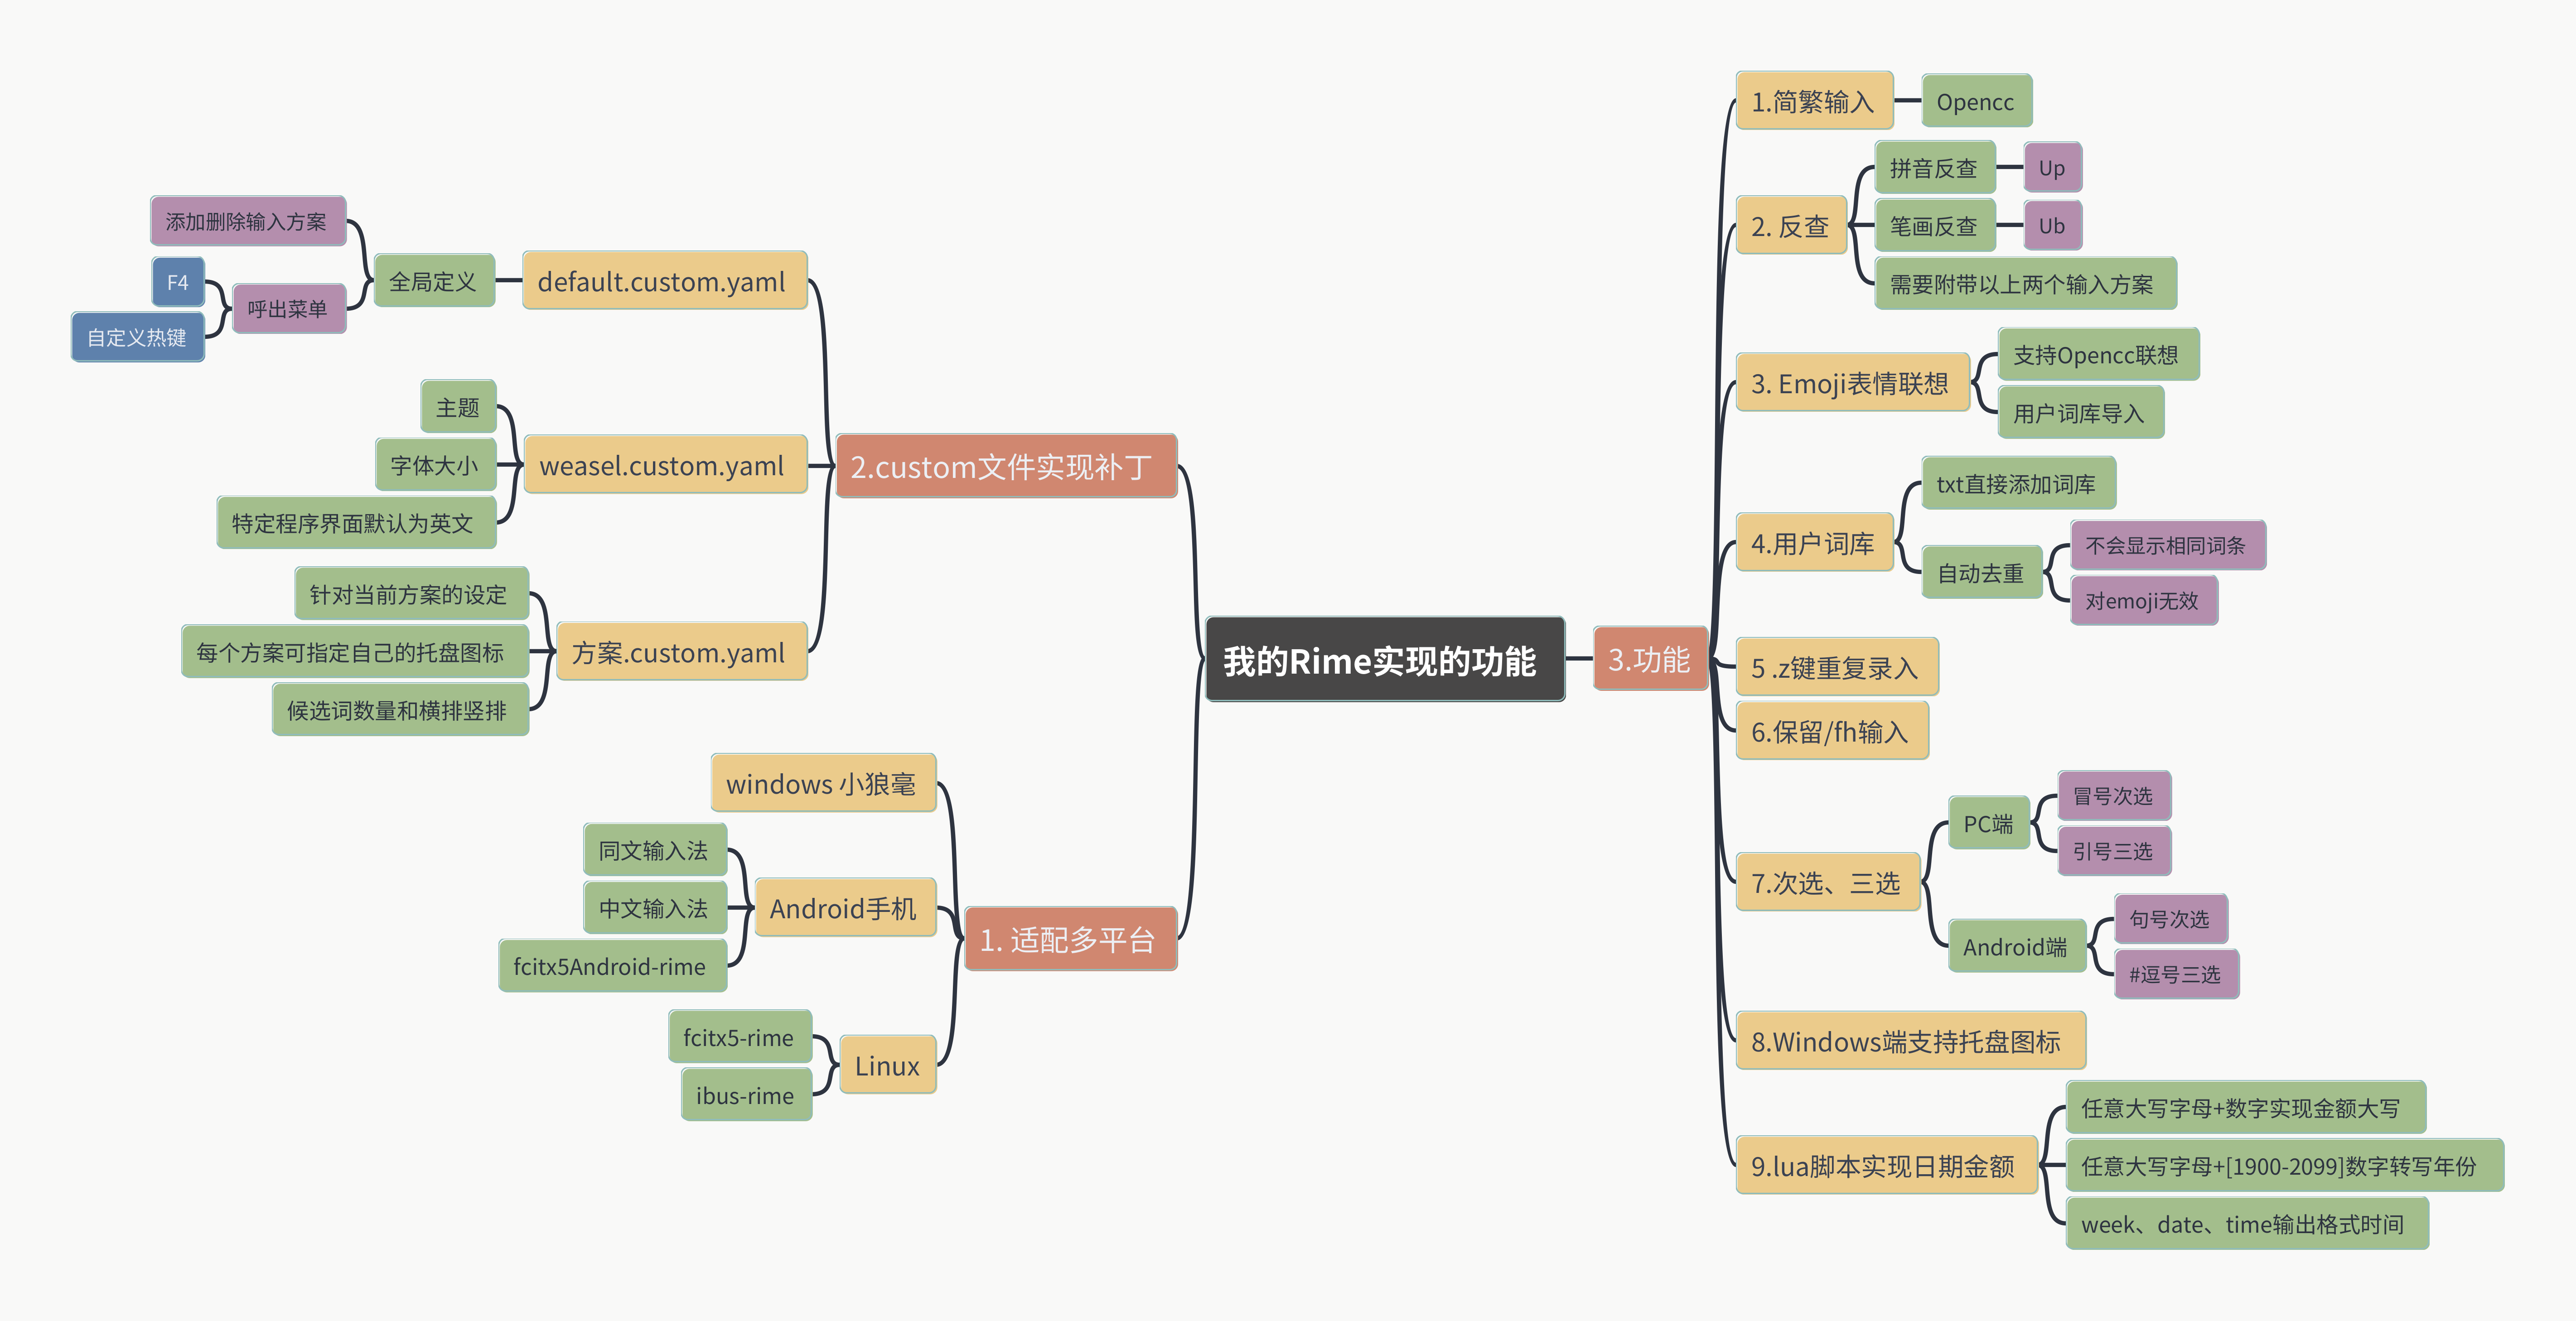 我的Rime实现的功能
1. 适配多平台
windows 小狼毫
Android手机
同文输入法
中文输入法
fcitx5Android-rime
Linux
fcitx5-rime
ibus-rime
2.custom文件实现补丁
default.custom.yaml
全局定义
添加删除输入方案
呼出菜单
F4
自定义热键
weasel.custom.yaml
主题
字体大小
特定程序界面默认为英文
方案.custom.yaml
针对当前方案的设定
每个方案可指定自己的托盘图标
候选词数量和横排竖排
3.功能
1.简繁输入
Opencc
2. 反查
拼音反查
Up
笔画反查
Ub
需要附带以上两个输入方案
3. Emoji表情联想
支持Opencc联想
用户词库导入
4.用户词库
txt直接添加词库
自动去重
不会显示相同词条
对emoji无效
5 .z键重复录入
6.保留/fh输入
7.次选、三选
PC端
冒号次选
引号三选
Android端
句号次选
#逗号三选
8.Windows端支持托盘图标
9.lua脚本实现日期金额
任意大写字母+数字实现金额大写
任意大写字母+[1900-2099]数字转写年份
week、date、time输出格式时间